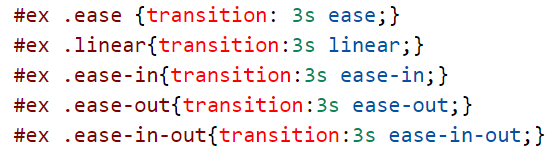 #ex .ease {transition: 3s ease;}
#ex .linear{transition:3s linear;}
#ex .ease-in{transition:3s ease-in;}
#ex .ease-out{transition:3s ease-out;}
#ex .ease-in-out{transition:3s ease-in-out;}